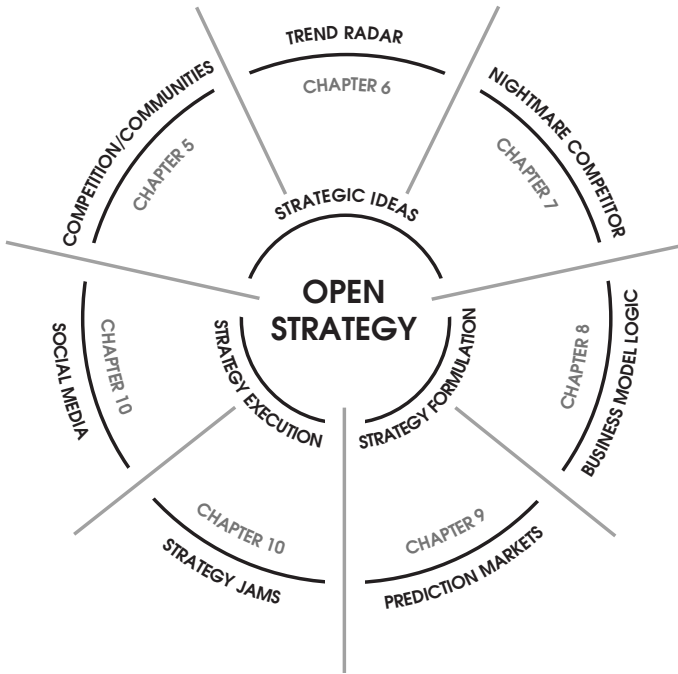 TREND RADAR
CHAPTER 6
NIGHTMARE COMPETITOR
CHAPTER 7
COMPETITION/COMMUNITIES
CHAPTER 5
STRATEGIC IDEAS
OPEN
STRATEGY
STRATEGY EXECUTION
STRATEGY FORMULATION
SOCIAL MEDIA
CHAPTER 10
BUSINESS MODEL LOGIC
CHAPTER 8
CHAPTER 10
STRATEGY JAMS
CHAPTER 9
PREDICTION MARKETS